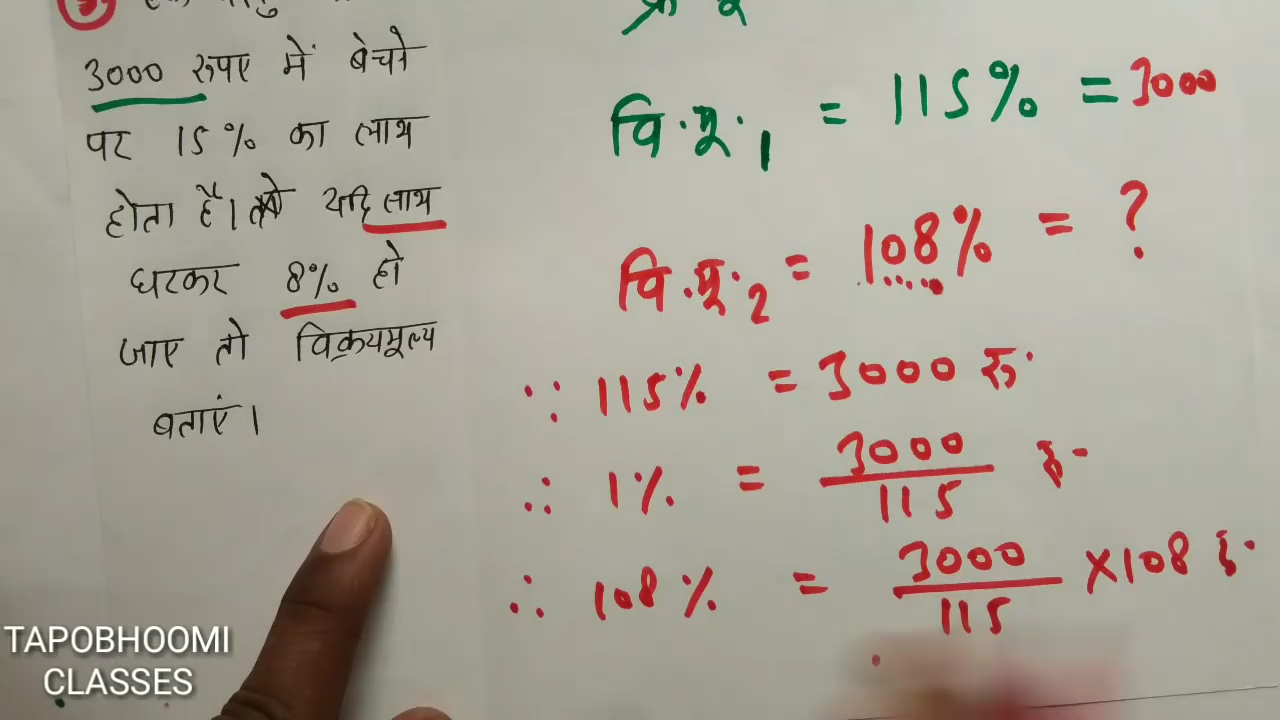 3000 रुपए में बेचने
पर 15% का लाभ
होता है। यदि लाभ
घटकर 8% हो
जाए तो विक्रयमूल्य
बताएं।
वि.मू.1 = 115% = 3000
वि.मू.2 = 108% = ?
∵ 115% = 3000 रु.
∴ 1% = 3000/115 रु.
∴ 108% = 3000/115 ×108 रु.
TAPOBHOOMI
CLASSES